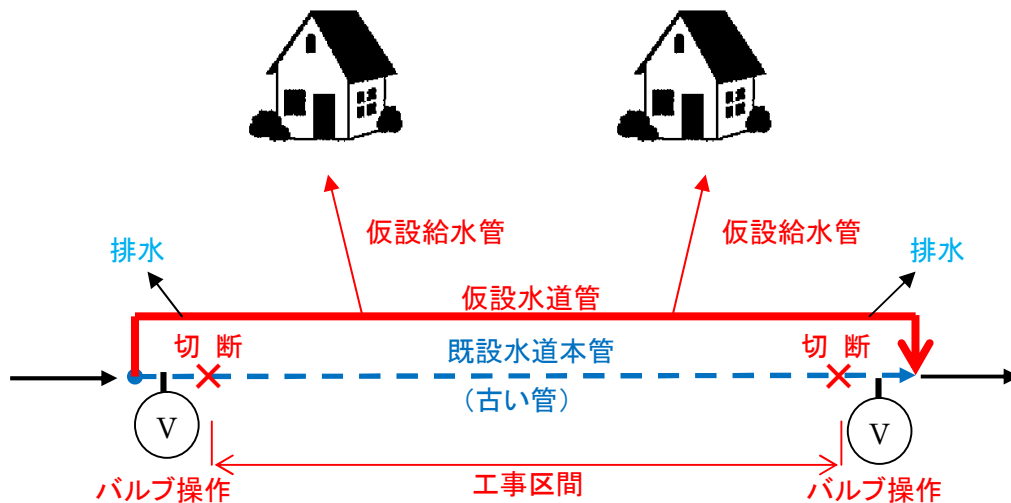 仮設給水管
仮設給水管
排水
排水
仮設水道管
切 断
既設水道本管
切 断
（古い管）
V
V
工事区間
バルブ操作
バルブ操作